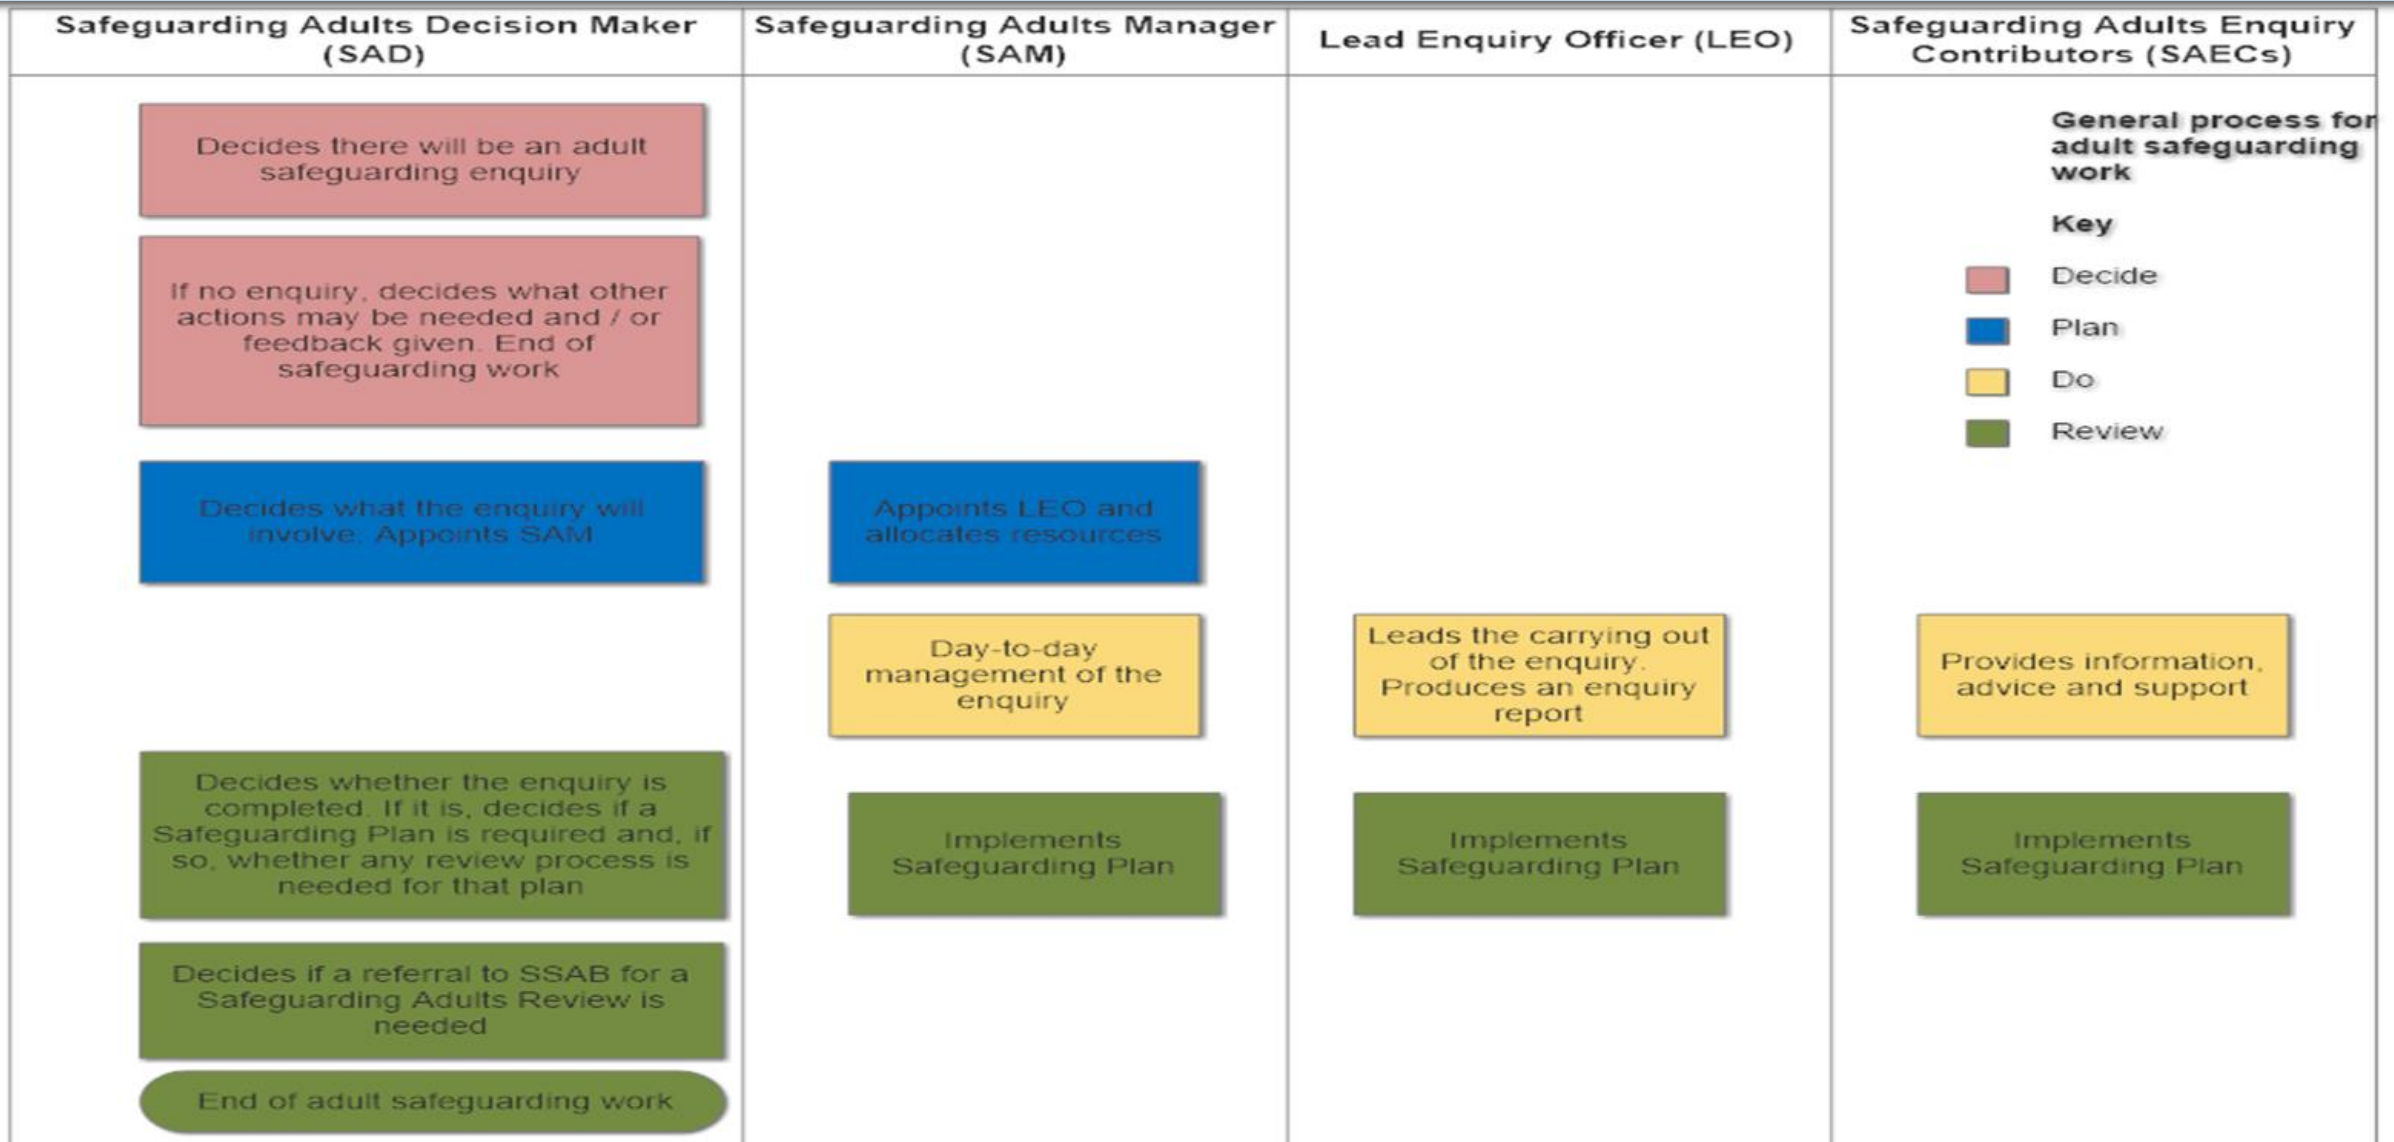 Safeguarding Adults Decision Maker
(SAD)
Safeguarding Adults Manager
(SAM)
Lead Enquiry Officer (LEO)
Safeguarding Adults Enquiry
Contributors (SAECs)
General process for
adult safeguarding
work
Key
Decide
Plan
Do
Review
Decides there will be an adult
safeguarding enquiry
If no enquiry, decides what other
actions may be needed and / or
feedback given. End of
safeguarding work
Decides what the enquiry will
involve. Appoints SAM
Appoints LEO and
allocates resources
Day-to-day
management of the
enquiry
Leads the carrying out
of the enquiry.
Produces an enquiry
report
Provides information,
advice and support
Decides whether the enquiry is
completed. If it is, decides if a
Safeguarding Plan is required and, if
so, whether any review process is
needed for that plan
Implements
Safeguarding Plan
Implements
Safeguarding Plan
Implements
Safeguarding Plan
Decides if a referral to SSAB for a
Safeguarding Adults Review is
needed
End of adult safeguarding work